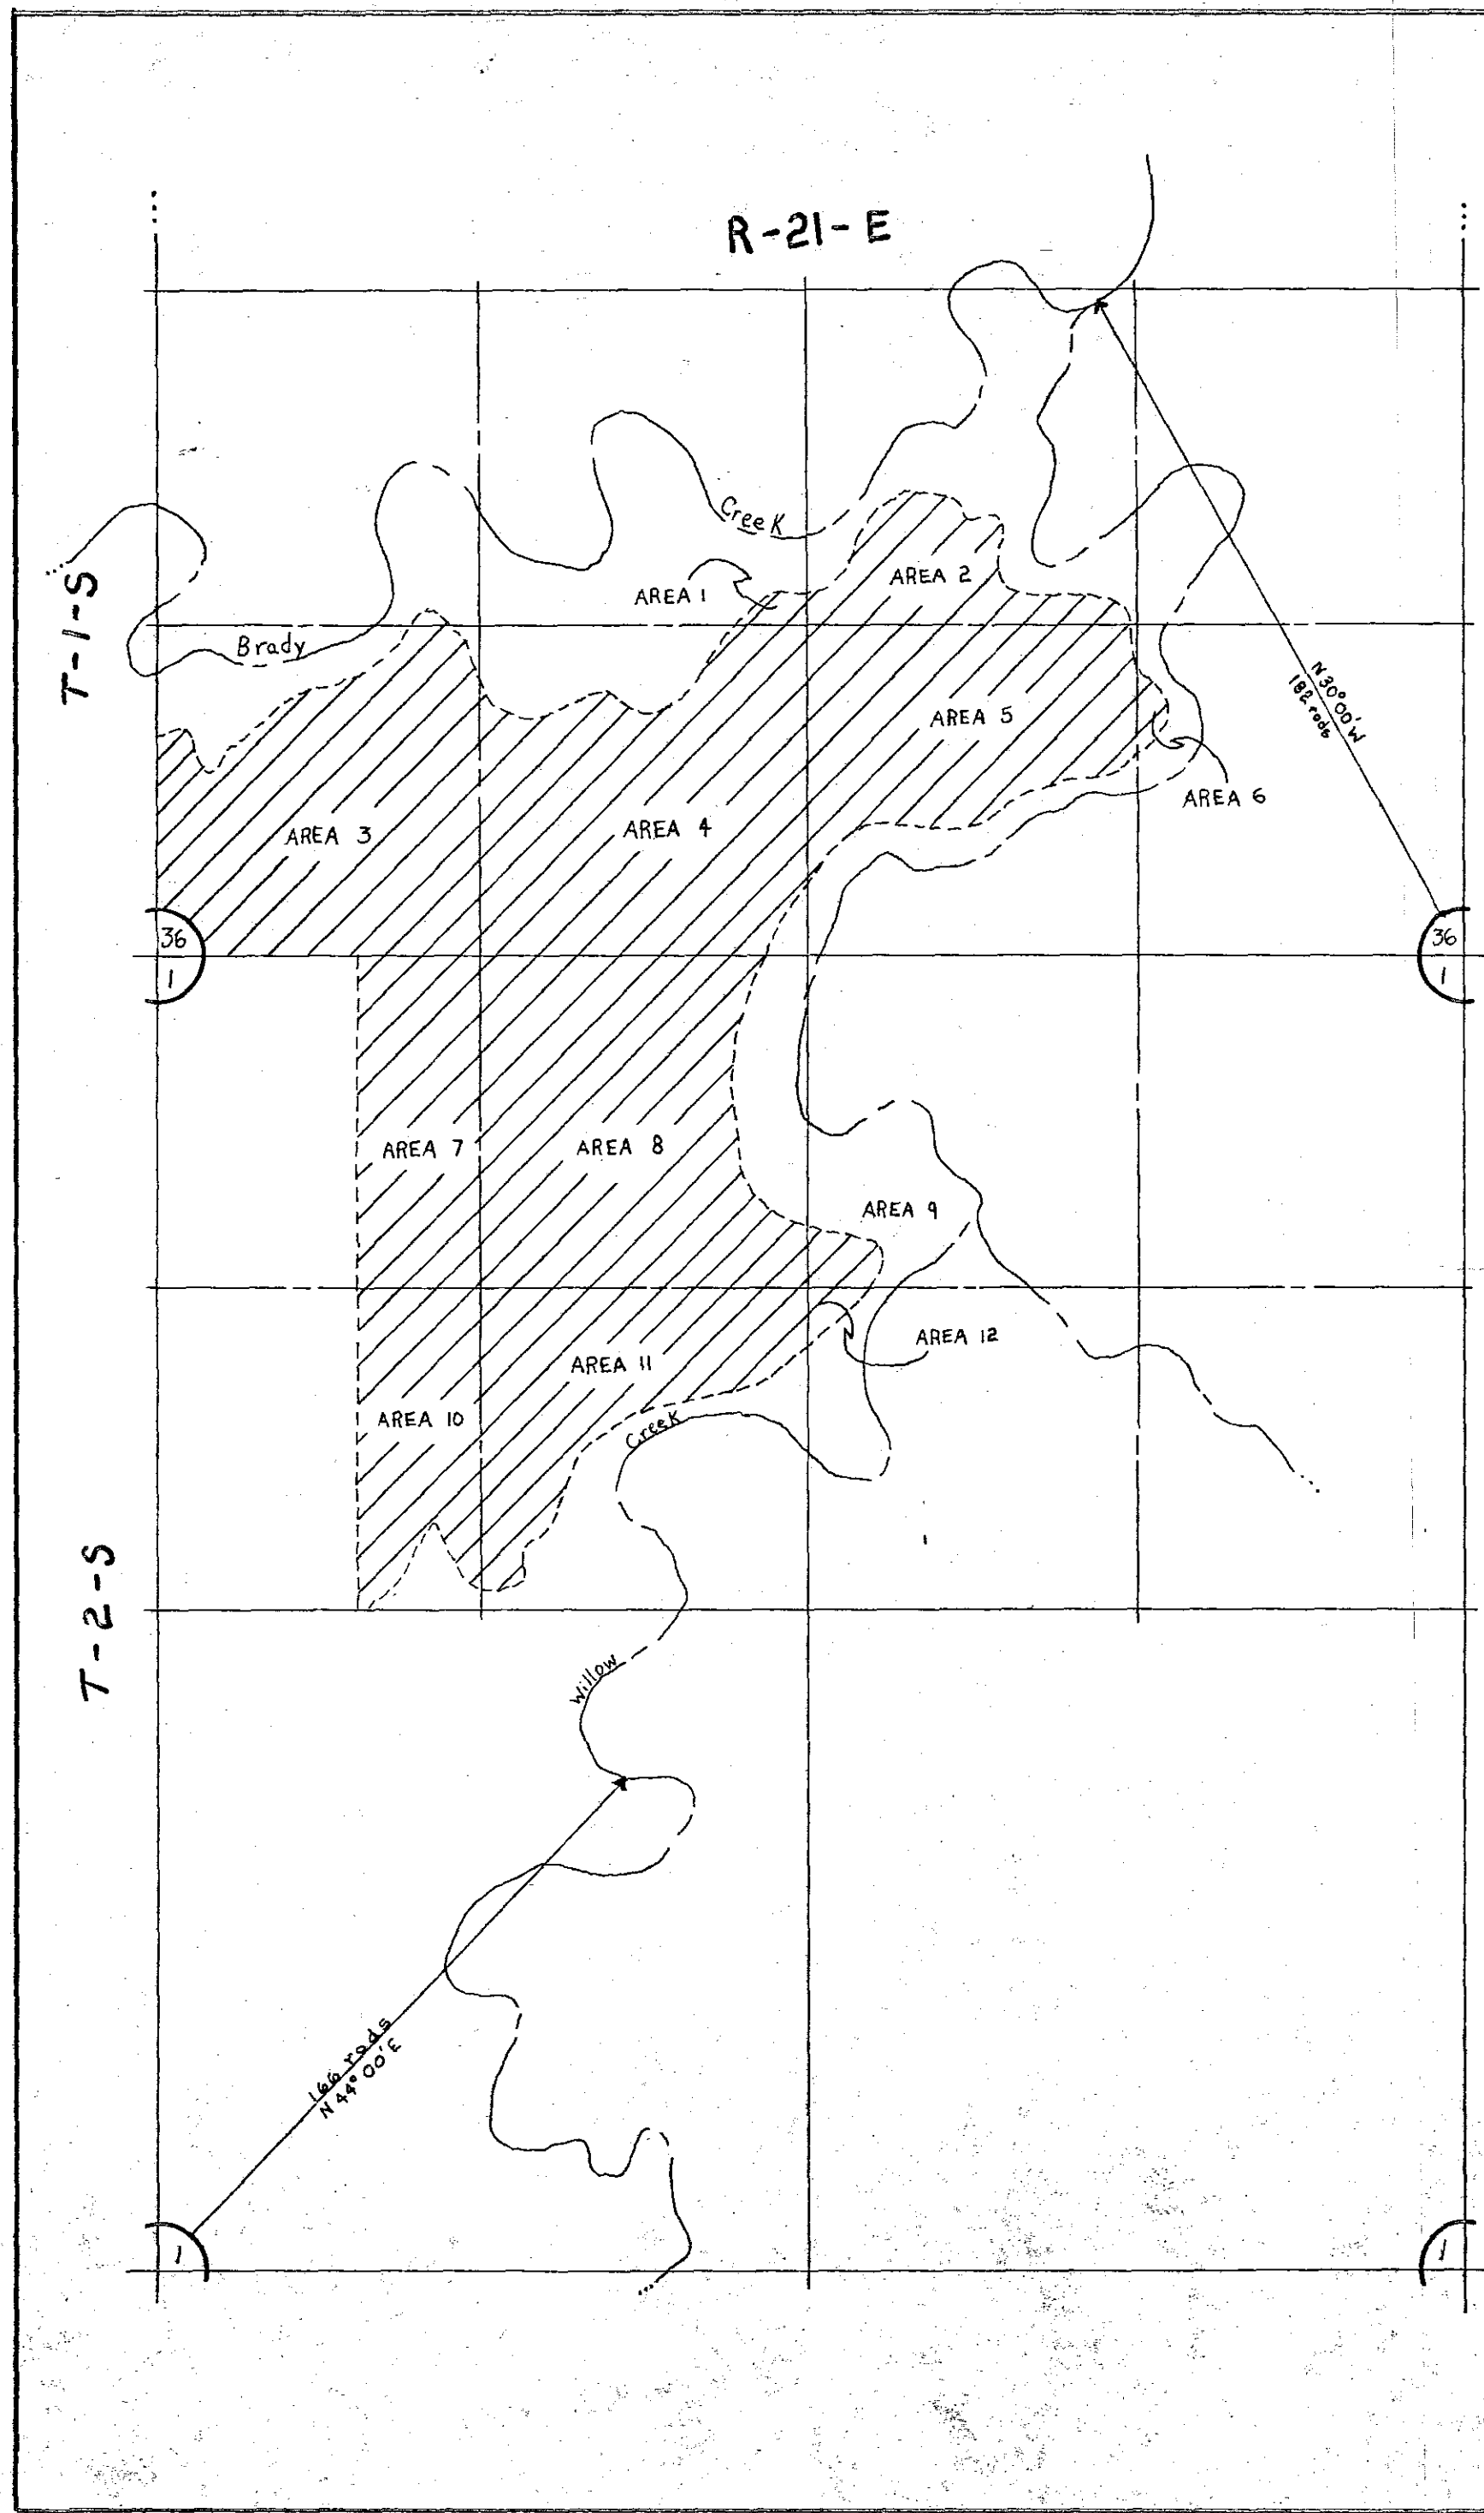 R-21-E
T-1-S
Creek
AREA 1
AREA 2
Brady
N 30° 00' W
182 rods
AREA 5
AREA 6
AREA 3
AREA 4
36
1
36
1
AREA 7
AREA 8
AREA 9
AREA 12
AREA 11
AREA 10
Creek
T-2-S
Willow
166 rods
N 44° 00' E
1
1